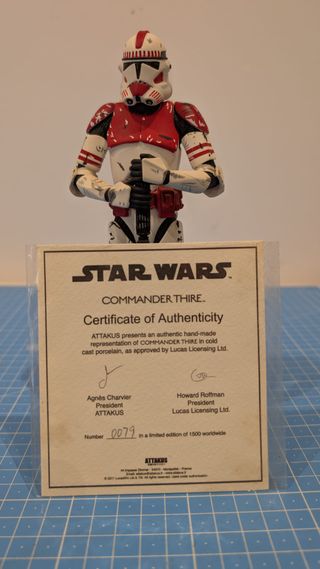 STAR WARS
COMMANDER THIRE™
Certificate of Authenticity
ATTAKUS presents an authentic hand-made
representation of COMMANDER THIRE in cold
cast porcelain, as approved by Lucas Licensing Ltd.
Agnès Charvier
President
ATTAKUS
Howard Roffman
President
Lucas Licensing Ltd.
Number 0079 in a limited edition of 1500 worldwide
ATTAKUS